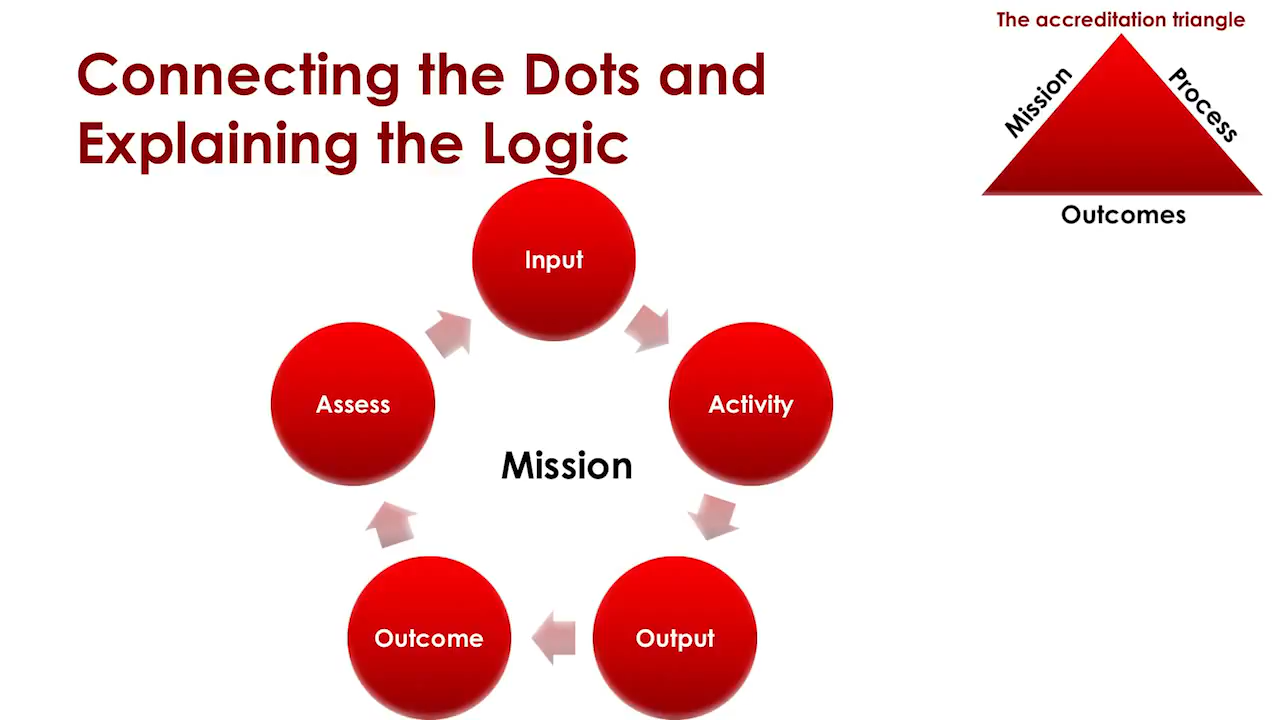 The accreditation triangle
Connecting the Dots and
Explaining the Logic
Mission
Process
Outcomes
Input
Activity
Output
Outcome
Assess
Mission